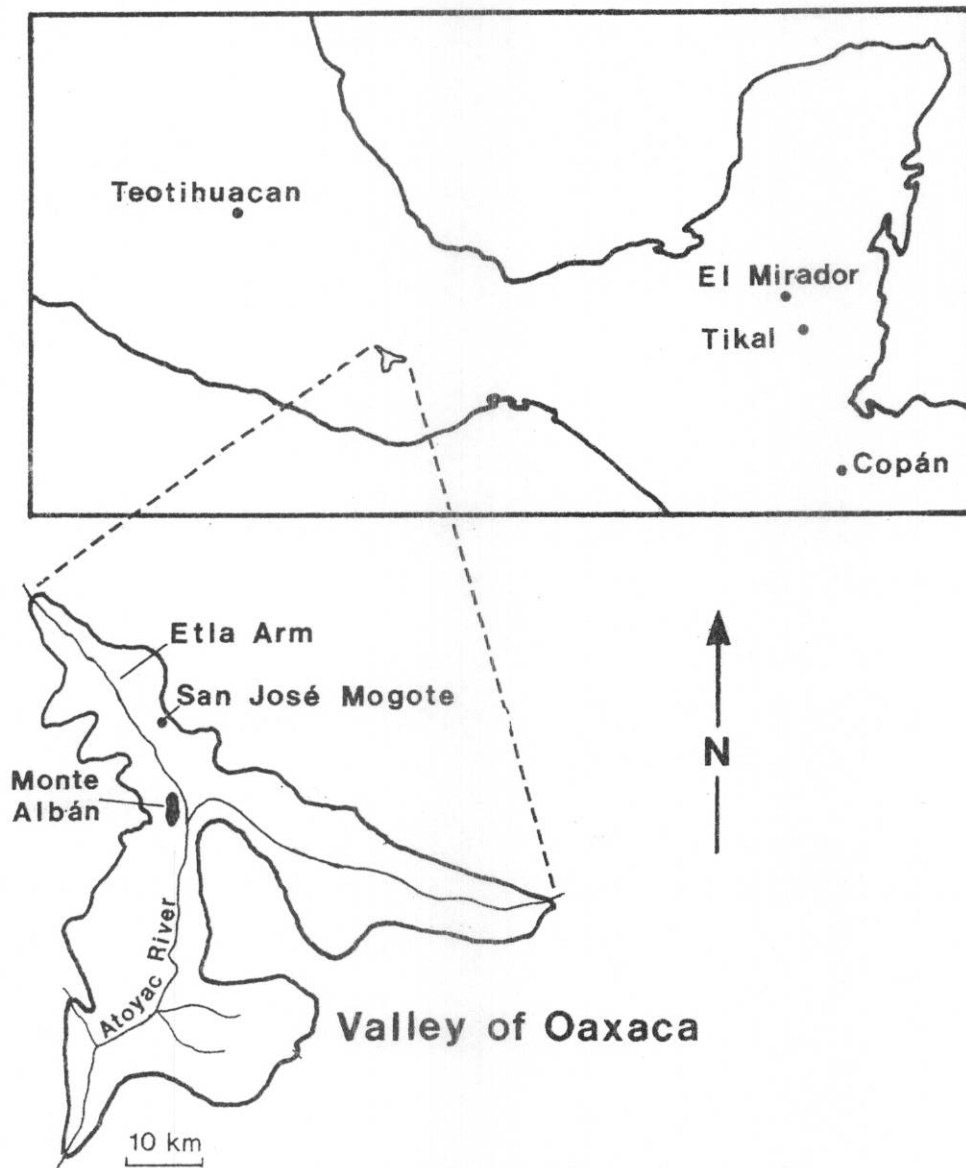 Teotihuacan
El Mirador
Tikal
Copán
Etla Arm
San José Mogote
Monte
Albán
N
Atoyac River
Valley of Oaxaca
10 km